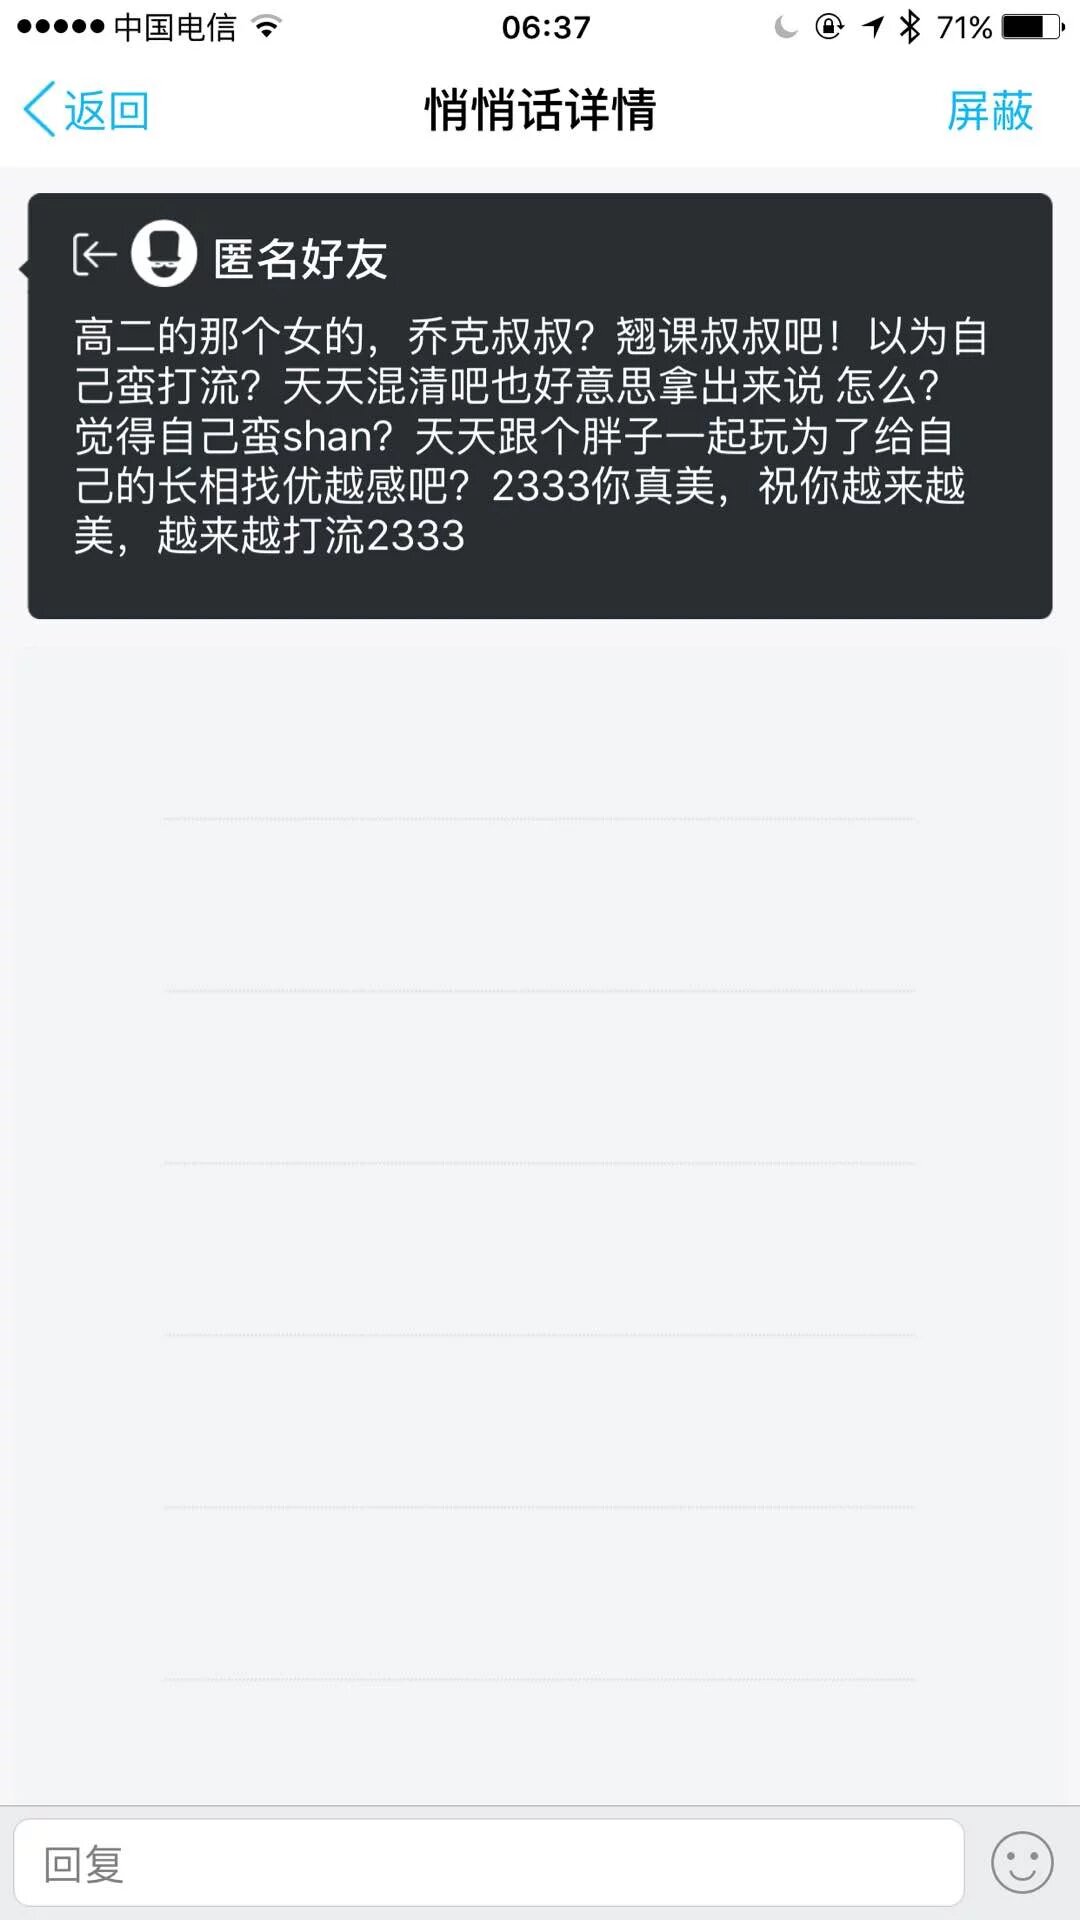 中国电信 06:37 71%
返回 悄悄话详情 屏蔽
匿名好友
高二的那个女的，乔克叔叔？翘课叔叔吧！以为自
己蛮打流？天天混清吧也好意思拿出来说 怎么？
觉得自己蛮shan？天天跟个胖子一起玩为了给自
己的长相找优越感吧？2333你真美，祝你越来越
美，越来越打流2333
回复